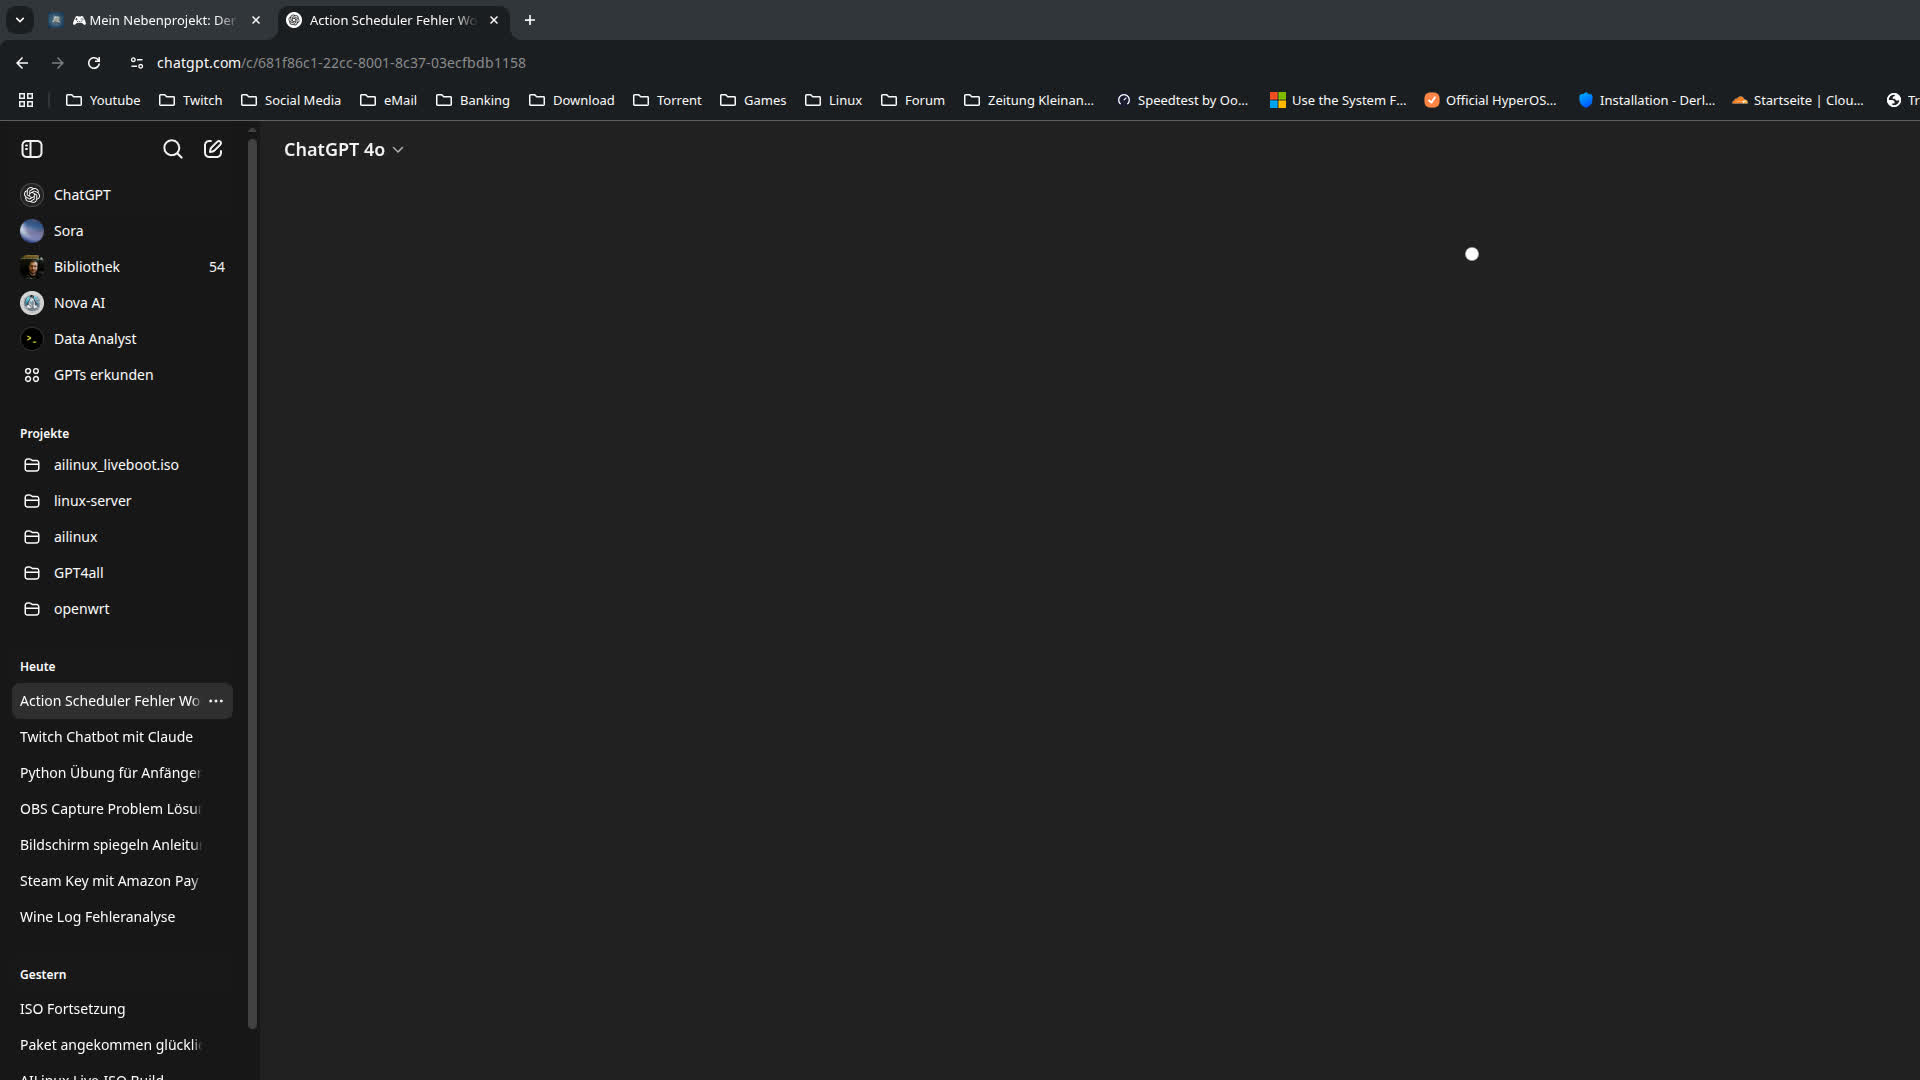 🎮 Mein Nebenprojekt: Der
Action Scheduler Fehler Wo
chatgpt.com/c/681f86c1-22cc-8001-8c37-03ecfbdb1158
Youtube
Twitch
Social Media
eMail
Banking
Download
Torrent
Games
Linux
Forum
Zeitung Kleinan...
Speedtest by Oo...
Use the System F...
Official HyperOS...
Installation - Derl...
Startseite | Clou...
Tr
ChatGPT 4o
ChatGPT
Sora
Bibliothek 54
Nova AI
Data Analyst
GPTs erkunden
Projekte
ailinux_liveboot.iso
linux-server
ailinux
GPT4all
openwrt
Heute
Action Scheduler Fehler Wo
Twitch Chatbot mit Claude
Python Übung für Anfänger
OBS Capture Problem Lösu
Bildschirm spiegeln Anleitu
Steam Key mit Amazon Pay
Wine Log Fehleranalyse
Gestern
ISO Fortsetzung
Paket angekommen glückli
AILinux Live ISO Build